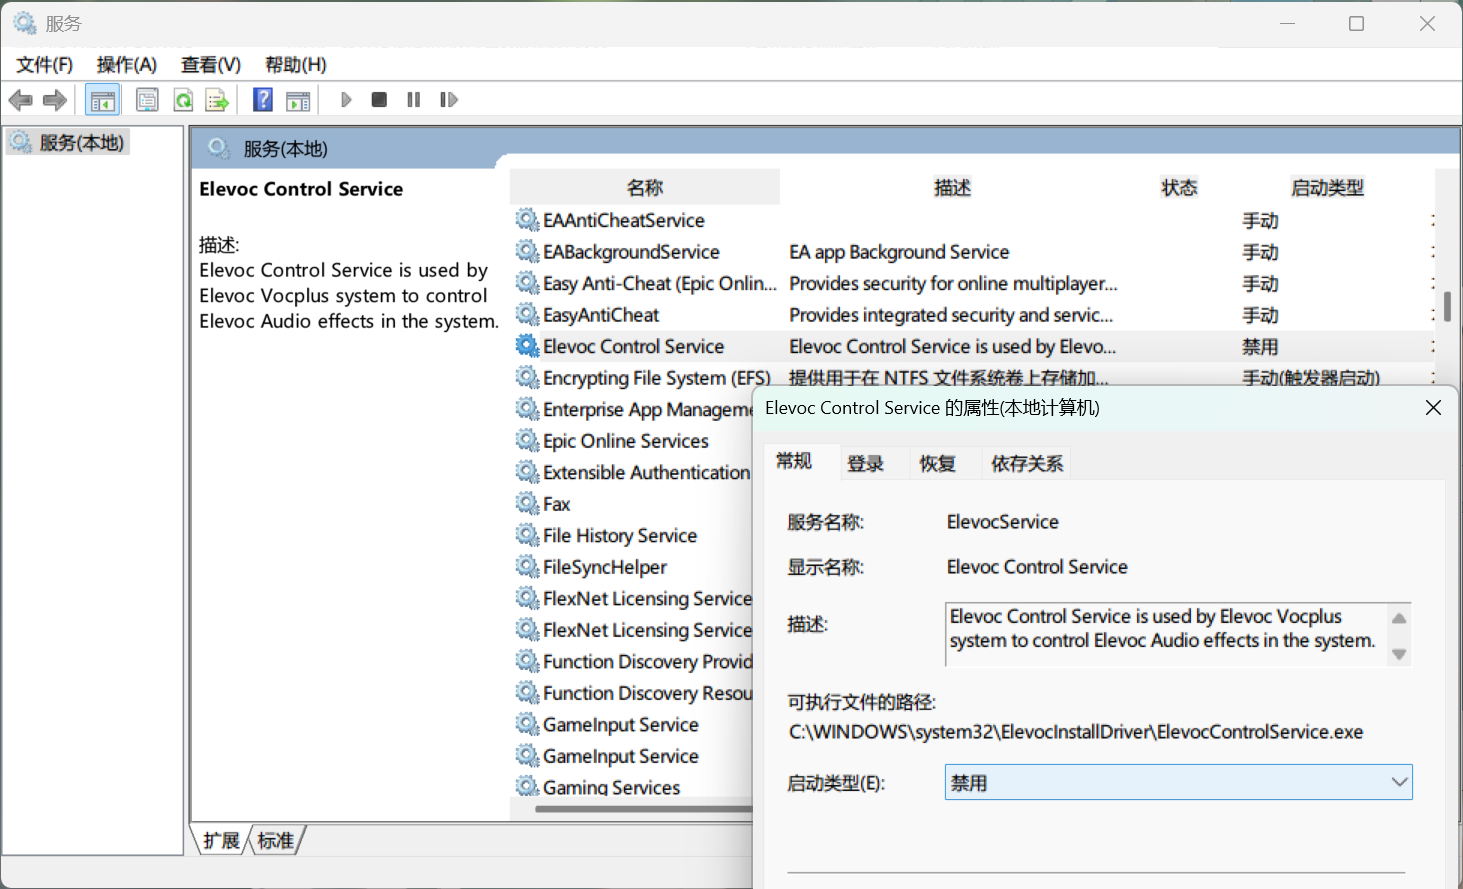 服务
文件(F) 操作(A) 查看(V) 帮助(H)
服务(本地)
服务(本地)
Elevoc Control Service
描述:
Elevoc Control Service is used by
Elevoc Vocplus system to control
Elevoc Audio effects in the system.
名称 描述 状态 启动类型
EAAntiCheatService 手动
EABackgroundService EA app Background Service 手动
Easy Anti-Cheat (Epic Onlin... Provides security for online multiplayer... 手动
EasyAntiCheat Provides integrated security and servic... 手动
Elevoc Control Service Elevoc Control Service is used by Elevo... 禁用
Encrypting File System (EFS) 提供用于在 NTFS 文件系统卷上存储加... 手动(触发器启动)
Enterprise App Manageme
Epic Online Services
Extensible Authentication
Fax
File History Service
FileSyncHelper
FlexNet Licensing Service
FlexNet Licensing Service
Function Discovery Provid
Function Discovery Resou
GameInput Service
GameInput Service
Gaming Services
扩展 标准
Elevoc Control Service 的属性(本地计算机)
常规 登录 恢复 依存关系
服务名称: ElevocService
显示名称: Elevoc Control Service
描述: Elevoc Control Service is used by Elevoc Vocplus
system to control Elevoc Audio effects in the system.
可执行文件的路径:
C:\WINDOWS\system32\ElevocInstallDriver\ElevocControlService.exe
启动类型(E): 禁用